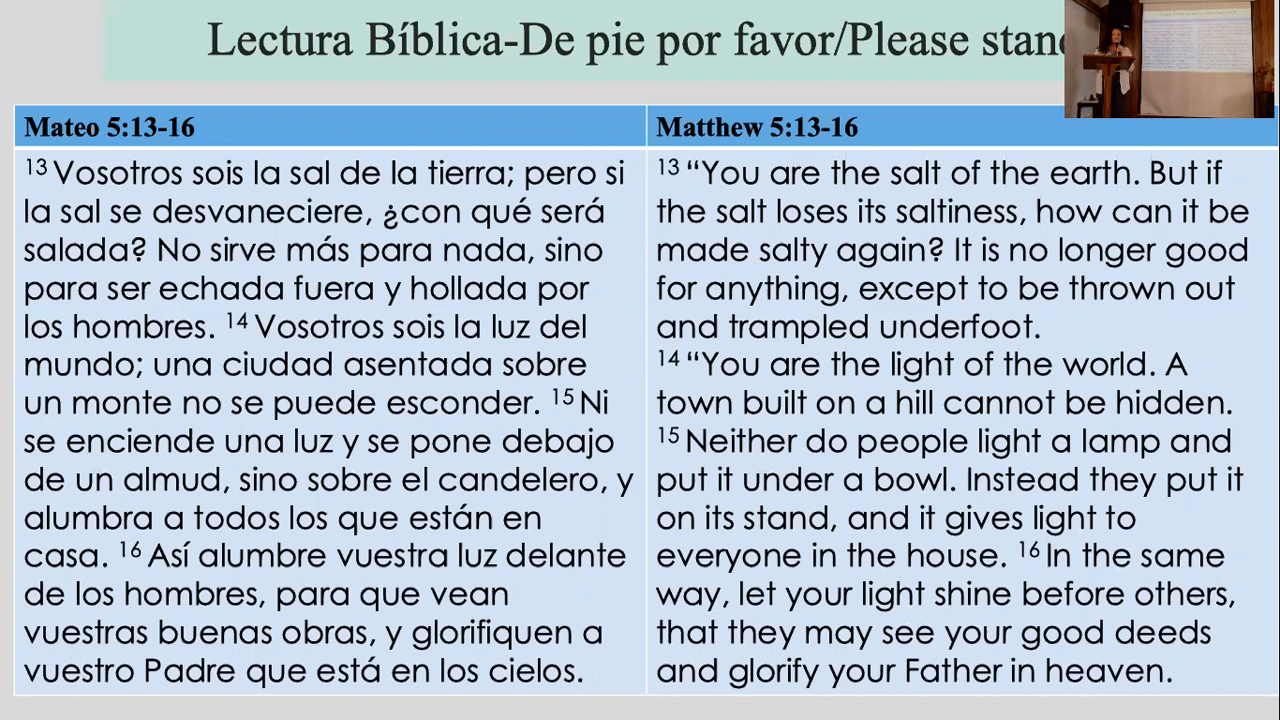 Lectura Bíblica-De pie por favor/Please
Mateo 5:13-16
13 Vosotros sois la sal de la tierra; pero si
la sal se desvaneciere, ¿con qué será
salada? No sirve más para nada, sino
para ser echada fuera y hollada por
los hombres. 14 Vosotros sois la luz del
mundo; una ciudad asentada sobre
un monte no se puede esconder. 15 Ni
se enciende una luz y se pone debajo
de un almud, sino sobre el candelero, y
alumbra a todos los que están en
casa. 16 Así alumbre vuestra luz delante
de los hombres, para que vean
vuestras buenas obras, y glorifiquen a
vuestro Padre que está en los cielos.
Matthew 5:13-16
13 “You are the salt of the earth. But if
the salt loses its saltiness, how can it be
made salty again? It is no longer good
for anything, except to be thrown out
and trampled underfoot.
14 “You are the light of the world. A
town built on a hill cannot be hidden.
15 Neither do people light a lamp and
put it under a bowl. Instead they put it
on its stand, and it gives light to
everyone in the house. 16 In the same
way, let your light shine before others,
that they may see your good deeds
and glorify your Father in heaven.